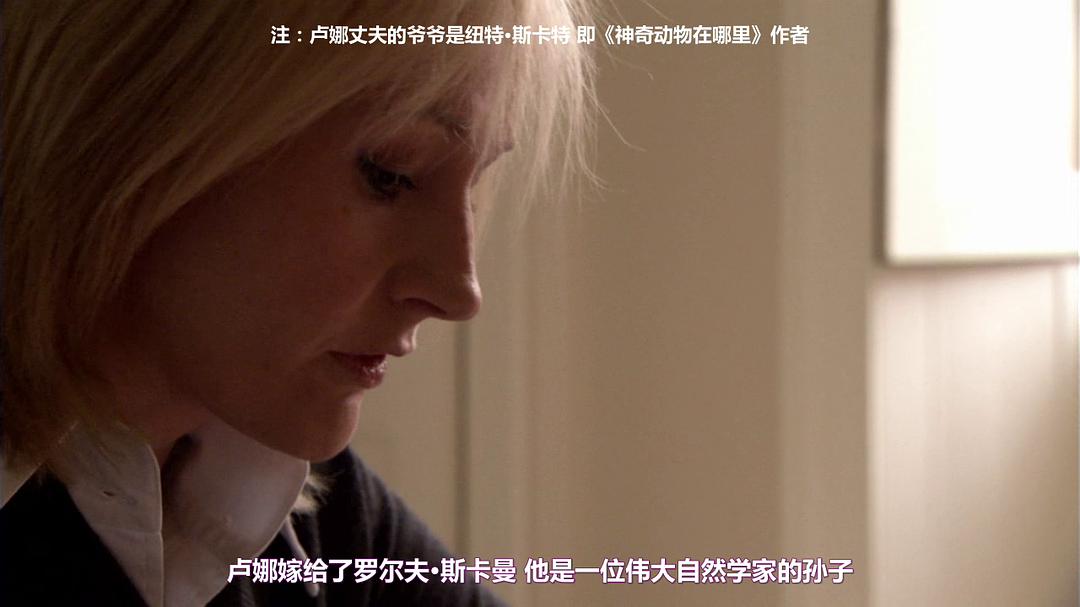 注：卢娜丈夫的爷爷是纽特·斯卡特 即《神奇动物在哪里》作者
卢娜嫁给了罗尔夫·斯卡曼 他是一位伟大自然学家的孙子